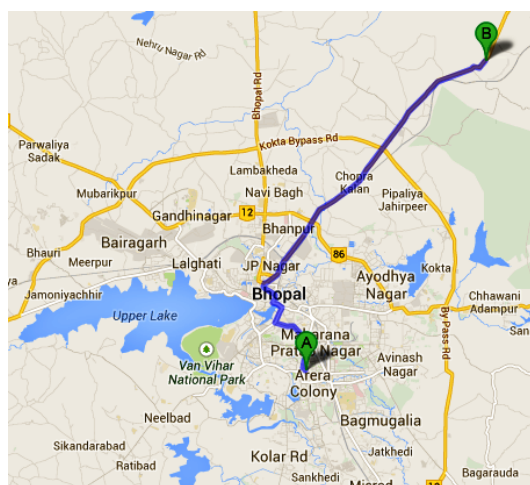 B
Nehru Nagar Rd
Bhopal Rd
Parwaliya
Sadak
Kokta Bypass Rd
Lambakheda
Chopra
Kalan
Mubarikpur
Navi Bagh
Pipaliya
Jahirpeer
Gandhinagar
12
Bhanpur
Bairagarh
86
Bhauri
Meerpur
Lalghati
JP Nagar
Kokta
Ayodhya
Nagar
Jamoniyachhir
Bhopal
Chhawani
Adampur
Upper Lake
By Pass Rd
Maharana
Pratap Nagar
A
Van Vihar
National Park
Avinash
Nagar
Arera
Colony
Neelbad
Bagmugalia
Sikandarabad
Kolar Rd
Jatkhedi
Ratibad
Sankhedi
Bagarauda
Misrod